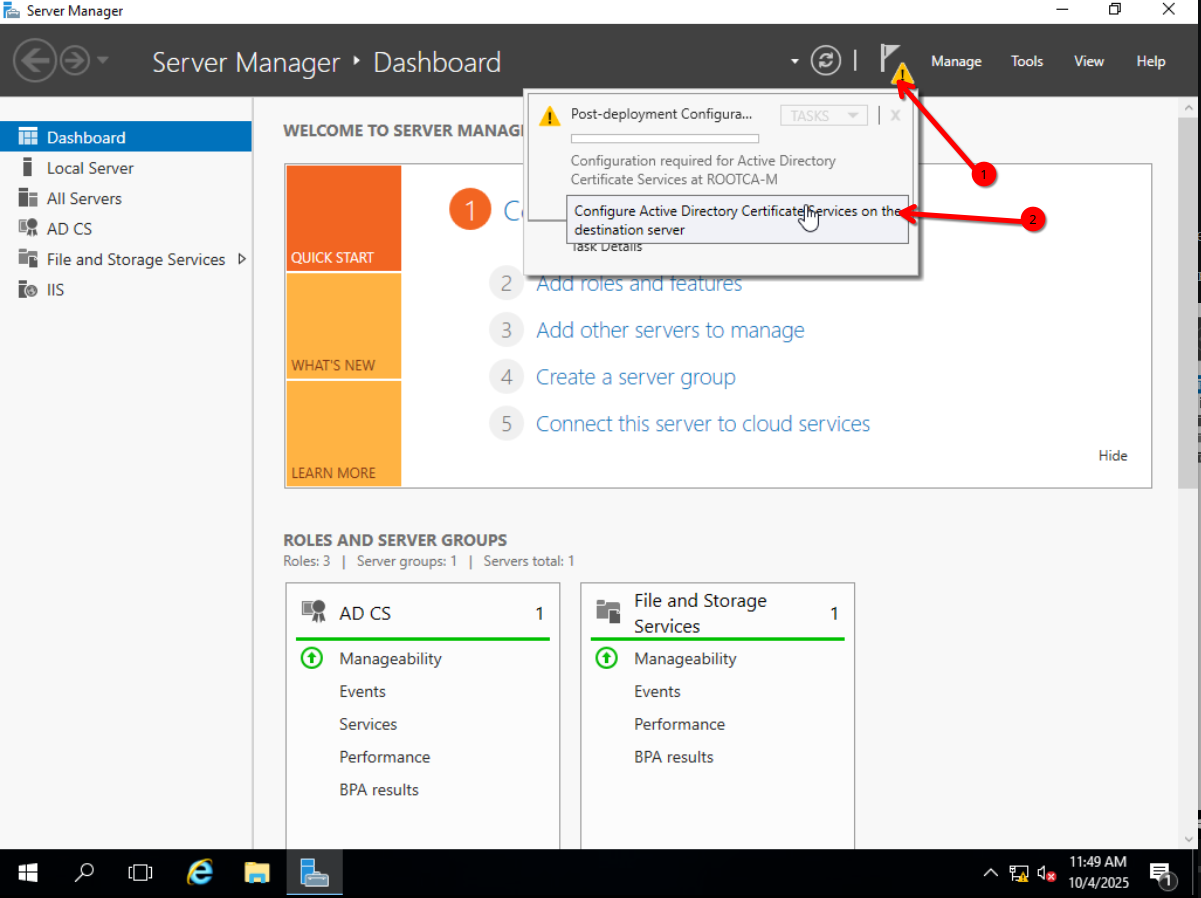 Server Manager
Server Manager ‣ Dashboard
Manage Tools View Help
1
2
Dashboard
Local Server
All Servers
AD CS
File and Storage Services
IIS
WELCOME TO SERVER MANAG
Post-deployment Configura...
TASKS
X
Configuration required for Active Directory
Certificate Services at ROOTCA-M
Configure Active Directory Certificate Services on the
destination server
Task Details
QUICK START
WHAT'S NEW
LEARN MORE
1
2 Add roles and features
3 Add other servers to manage
4 Create a server group
5 Connect this server to cloud services
Hide
ROLES AND SERVER GROUPS
Roles: 3 | Server groups: 1 | Servers total: 1
AD CS 1
Manageability
Events
Services
Performance
BPA results
File and Storage
Services
1
Manageability
Events
Performance
BPA results
11:49 AM
10/4/2025
1